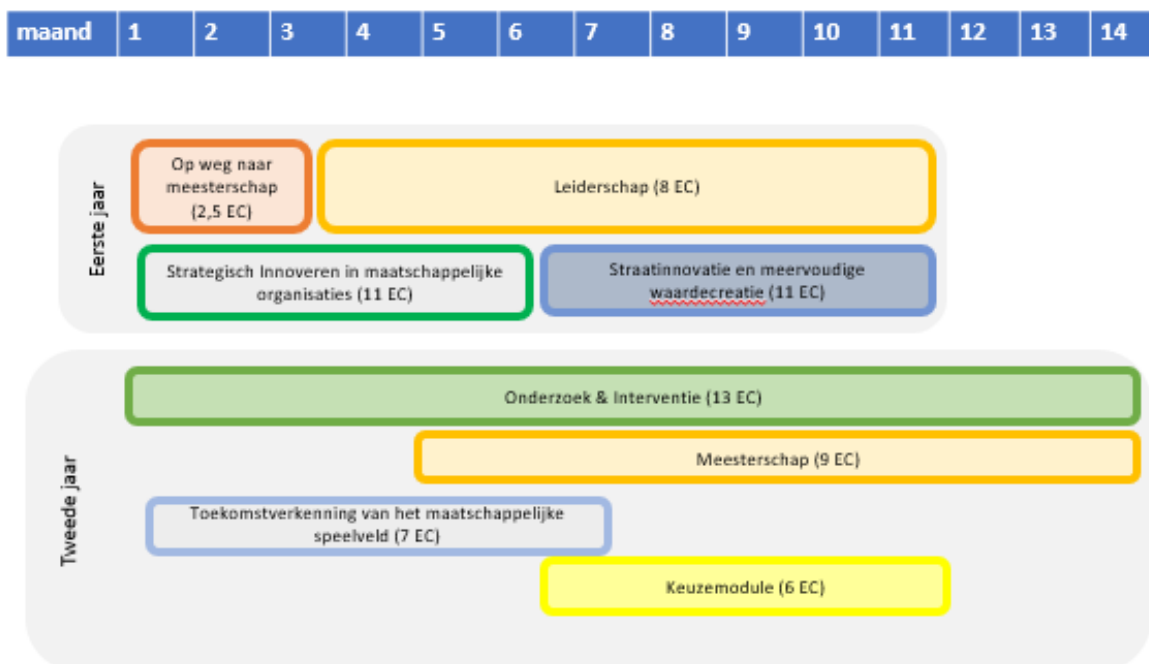 maand 1 2 3 4 5 6 7 8 9 10 11 12 13 14
Eerste jaar
Op weg naar
meesterschap
(2,5 EC)
Leiderschap (8 EC)
Strategisch Innoveren in maatschappelijke
organisaties (11 EC)
Straatinnovatie en meervoudige
waardecreatie (11 EC)
Tweede jaar
Onderzoek & Interventie (13 EC)
Meesterschap (9 EC)
Toekomstverkenning van het maatschappelijke
speelveld (7 EC)
Keuzemodule (6 EC)